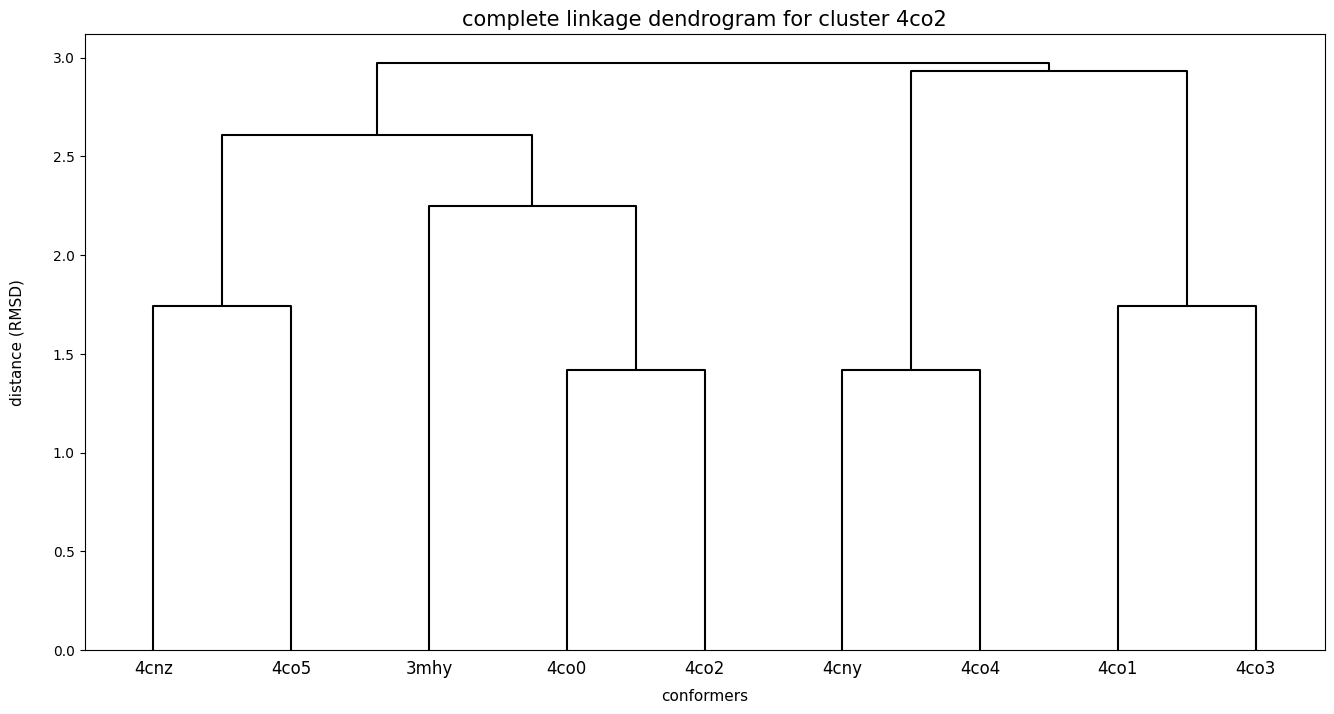 complete linkage dendrogram for cluster 4co2
3.0
2.5
2.0
1.5
1.0
0.5
0.0
distance (RMSD)
4cnz 4co5 3mhy 4co0 4co2 4cny 4co4 4co1 4co3
conformers